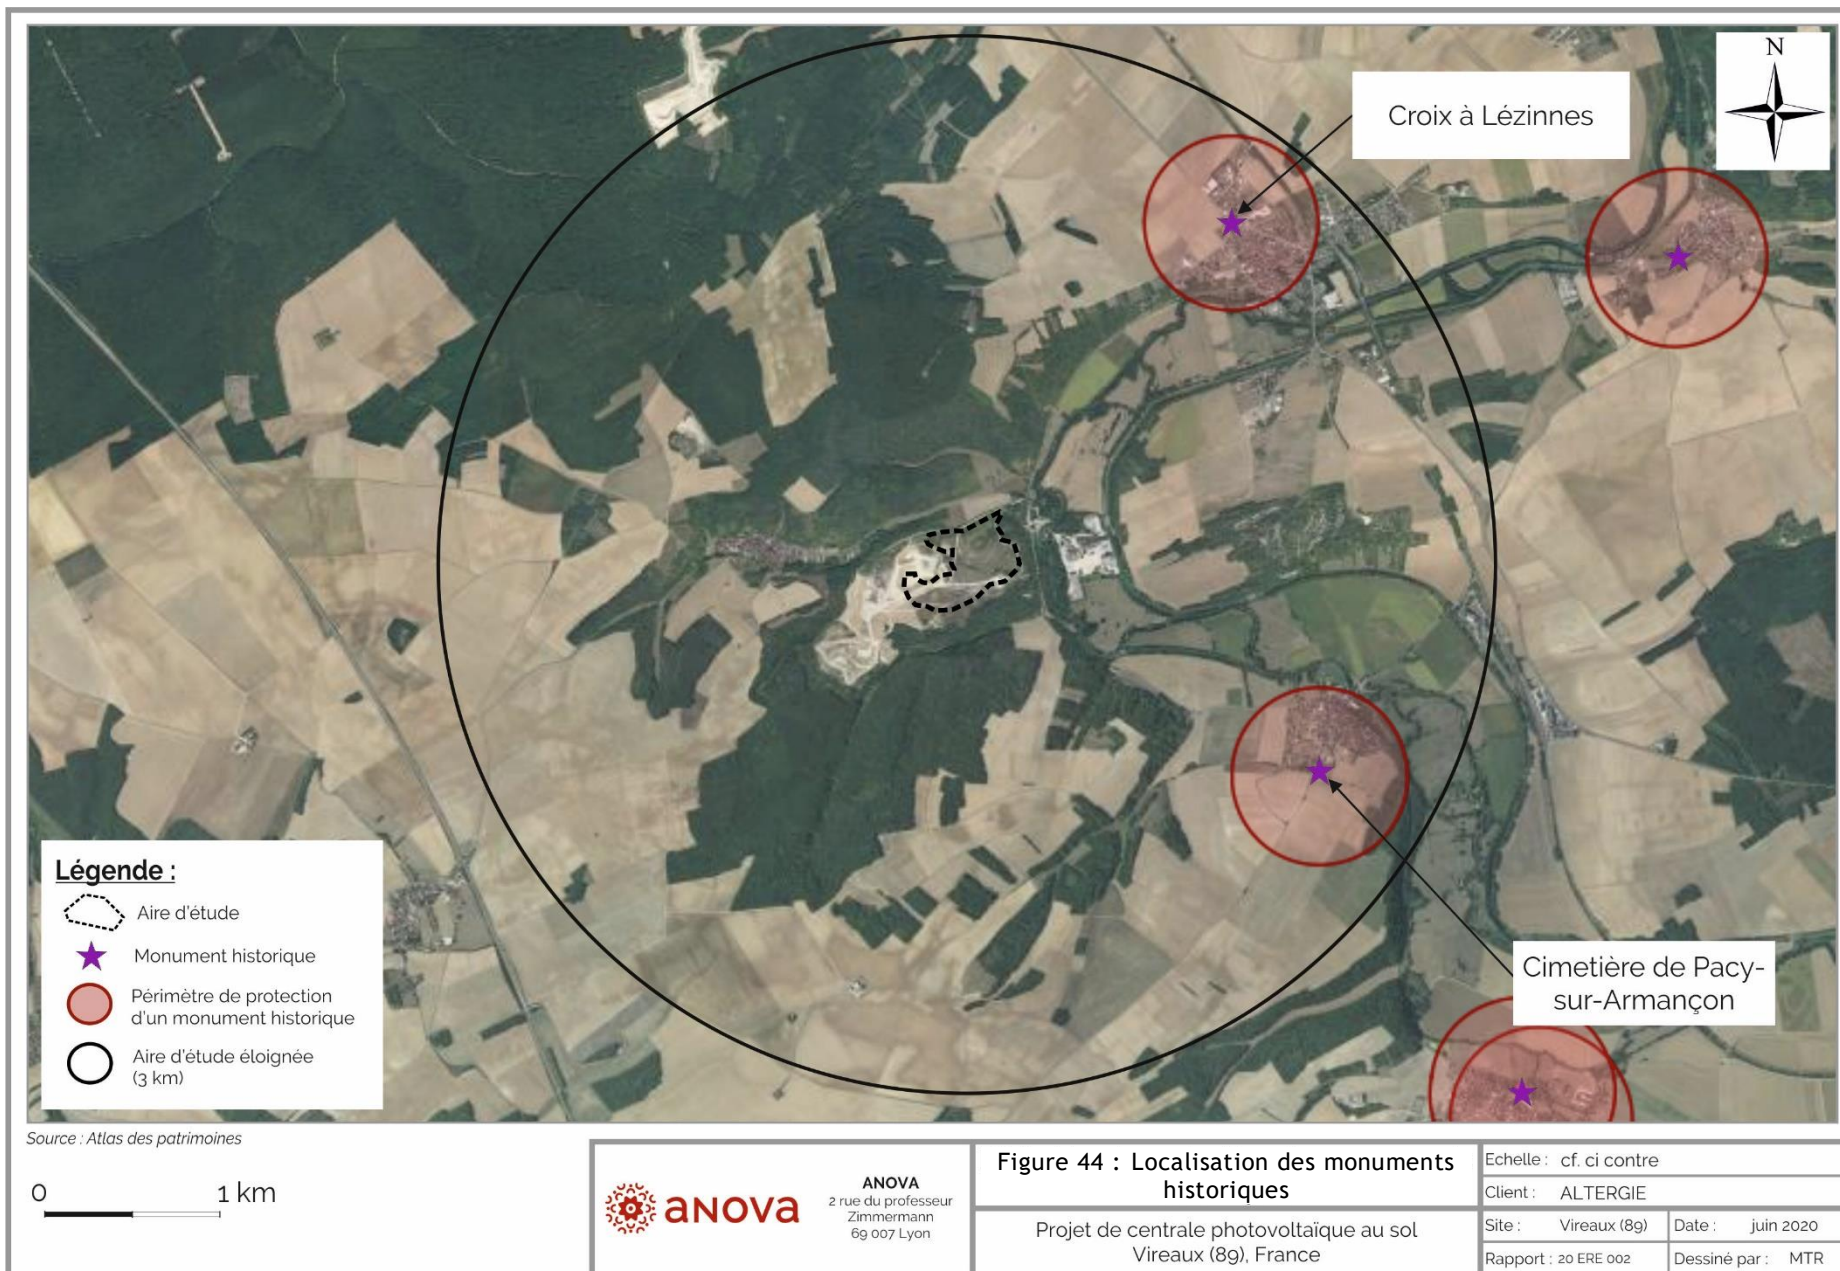 N
Croix à Lézinnes
Cimetière de Pacy-
sur-Armançon
Légende :
Aire d'étude
Monument historique
Périmètre de protection
d'un monument historique
Aire d'étude éloignée
(3 km)
Source : Atlas des patrimoines
0 1 km
ANOVA
ANOVA
2 rue du professeur
Zimmermann
69 007 Lyon
Figure 44 : Localisation des monuments
historiques
Projet de centrale photovoltaïque au sol
Vireaux (89), France
Echelle : cf. ci contre
Client : ALTERGIE
Site : Vireaux (89) Date : juin 2020
Rapport : 20 ERE 002 Dessiné par : MTR